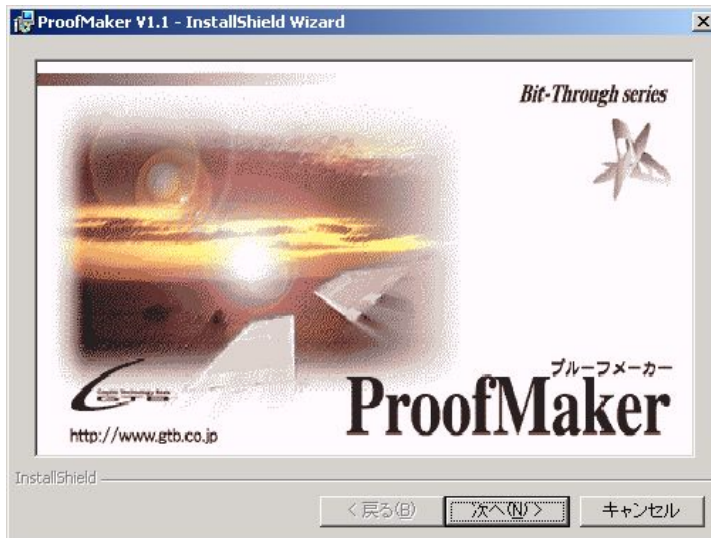 ProofMaker V1.1 - InstallShield Wizard
Bit-Through series
GTB
http://www.gtb.co.jp
プルーフメーカー
ProofMaker
InstallShield
< 戻る(B)
次へ(N) >
キャンセル